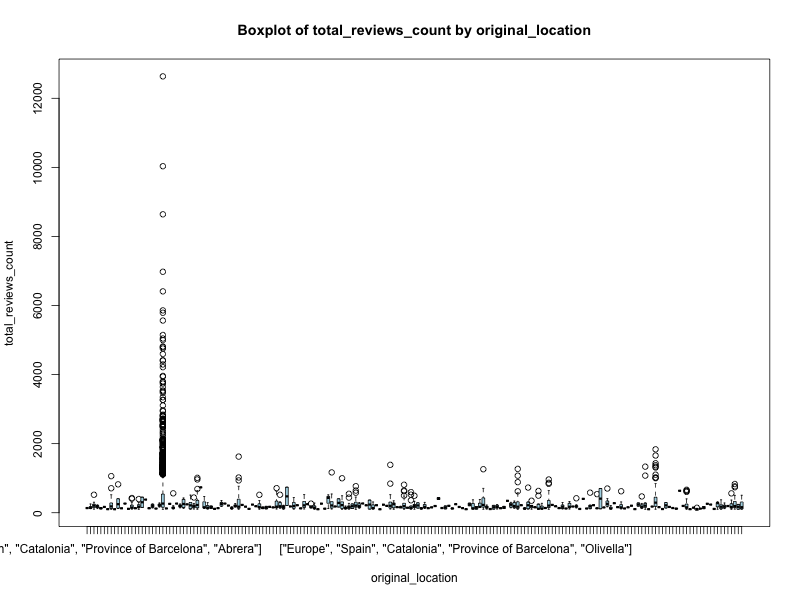 Boxplot of total_reviews_count by original_location
12000
10000
8000
6000
4000
2000
0
total_reviews_count
"Catalonia", "Province of Barcelona", "Abrera"] ["Europe", "Spain", "Catalonia", "Province of Barcelona", "Olivella"]
original_location